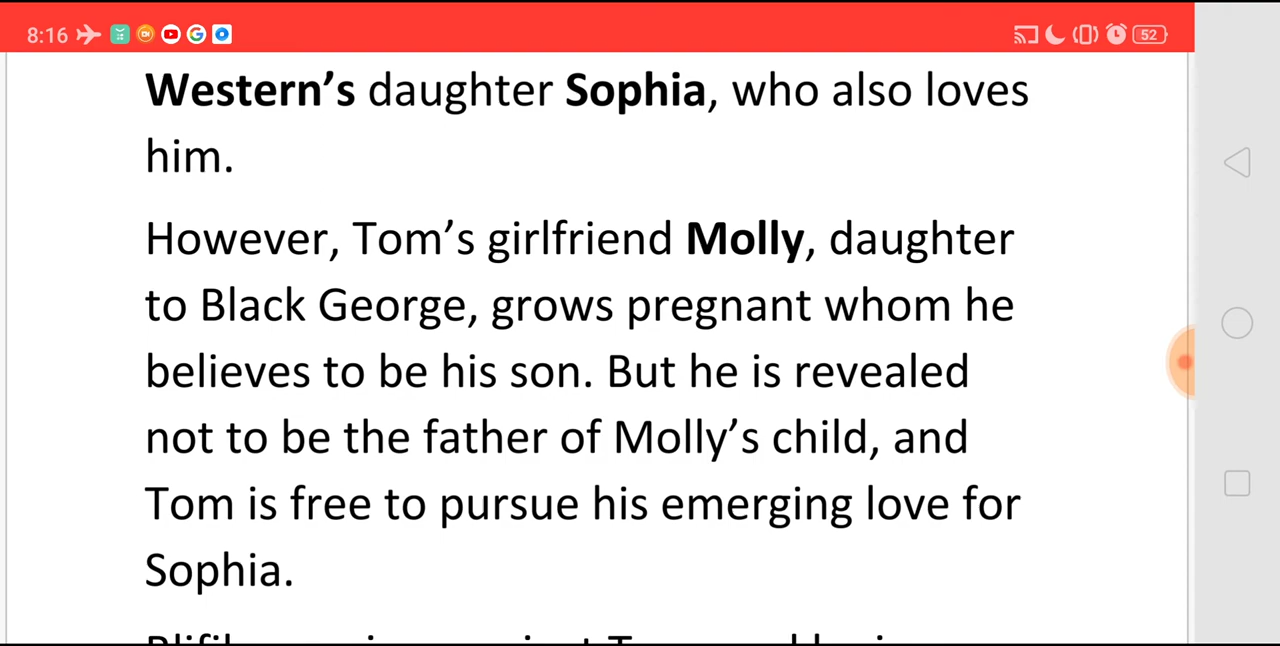 8:16 52
Western’s daughter Sophia, who also loves
him.
However, Tom’s girlfriend Molly, daughter
to Black George, grows pregnant whom he
believes to be his son. But he is revealed
not to be the father of Molly’s child, and
Tom is free to pursue his emerging love for
Sophia.